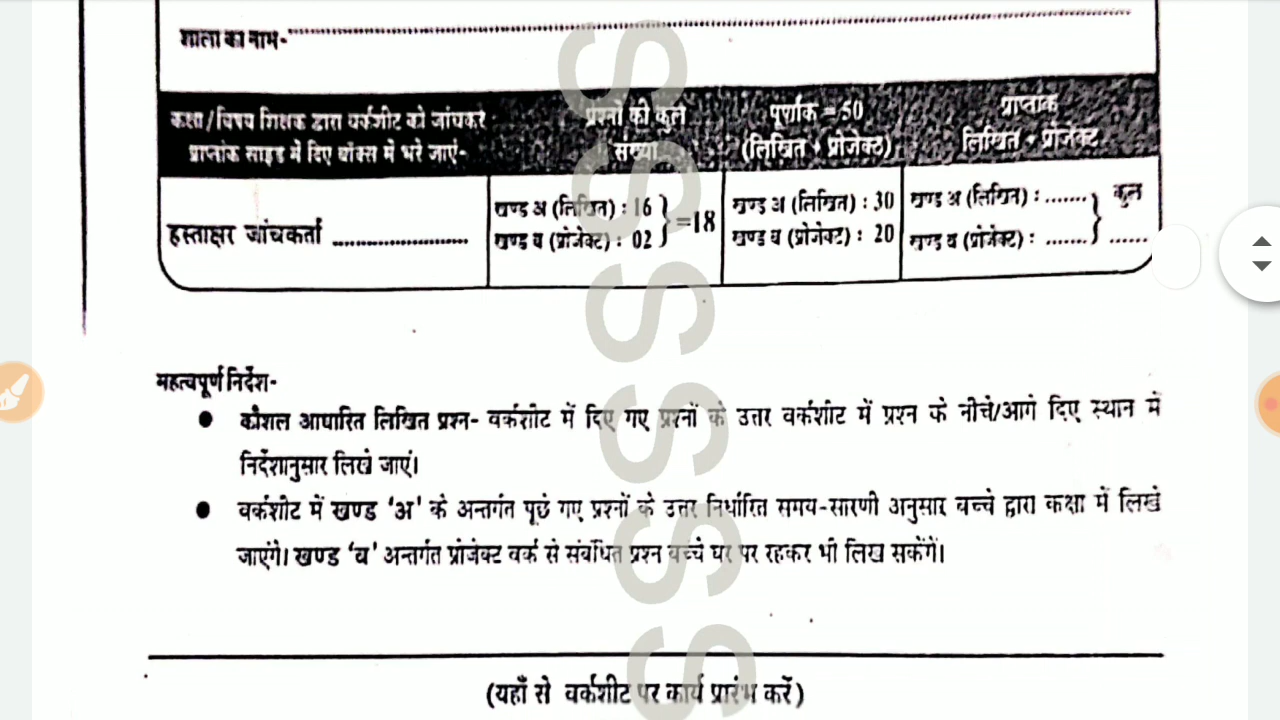 शाला का नाम-
कक्षा/विषय शिक्षक द्वारा वर्कशीट को जांचकर
प्राप्तांक साइड में दिए बॉक्स में भरे जाएं-
प्रश्नों की कुल
संख्या
पूर्णांक = 50
(लिखित + प्रोजेक्ट)
प्राप्तांक
लिखित + प्रोजेक्ट
हस्ताक्षर जांचकर्ता ........................
खण्ड अ (लिखित) : 16
खण्ड ब (प्रोजेक्ट) : 02
} =18
खण्ड अ (लिखित) : 30
खण्ड ब (प्रोजेक्ट) : 20
खण्ड अ (लिखित) : .......
खण्ड ब (प्रोजेक्ट) : .......
} कुल ......
महत्वपूर्ण निर्देश-
● कौशल आधारित लिखित प्रश्न- वर्कशीट में दिए गए प्रश्नों के उत्तर वर्कशीट में प्रश्न के नीचे/आगे दिए स्थान में
निर्देशानुसार लिखे जाएं।
● वर्कशीट में खण्ड 'अ' के अन्तर्गत पूछे गए प्रश्नों के उत्तर निर्धारित समय-सारणी अनुसार बच्चे द्वारा कक्षा में लिखे
जाएंगे। खण्ड 'ब' अन्तर्गत प्रोजेक्ट वर्क से संबंधित प्रश्न बच्चे घर पर रहकर भी लिख सकेंगें।
(यहाँ से वर्कशीट पर कार्य प्रारंभ करें)
SSSSSS